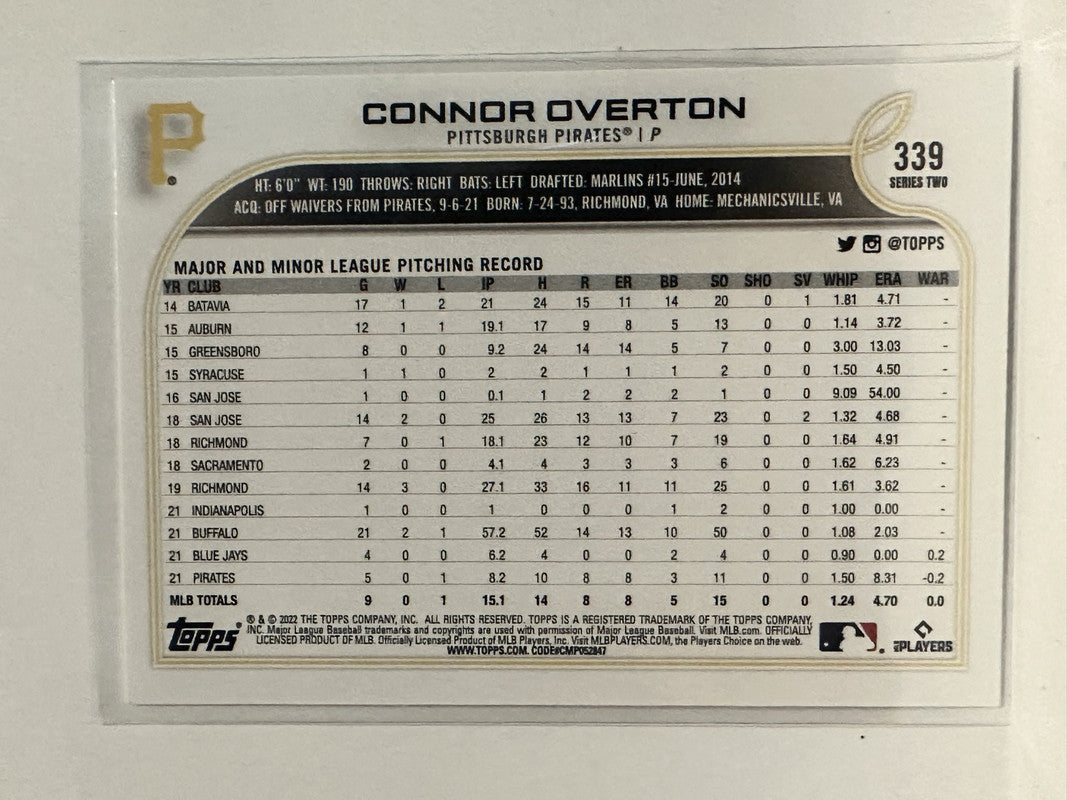 P
CONNOR OVERTON
PITTSBURGH PIRATES® | P
339
SERIES TWO
HT: 6'0" WT: 190 THROWS: RIGHT BATS: LEFT DRAFTED: MARLINS #15-JUNE, 2014
ACQ: OFF WAIVERS FROM PIRATES, 9-6-21 BORN: 7-24-93, RICHMOND, VA HOME: MECHANICSVILLE, VA
@TOPPS
MAJOR AND MINOR LEAGUE PITCHING RECORD
YR CLUB G W L IP H R ER BB SO SHO SV WHIP ERA WAR
14 BATAVIA 17 1 2 21 24 15 11 14 20 0 1 1.81 4.71 -
15 AUBURN 12 1 1 19.1 17 9 8 5 13 0 0 1.14 3.72 -
15 GREENSBORO 8 0 0 9.2 24 14 14 5 7 0 0 3.00 13.03 -
15 SYRACUSE 1 1 0 2 2 1 1 1 2 0 0 1.50 4.50 -
16 SAN JOSE 1 0 0 0.1 1 2 2 2 1 0 0 9.09 54.00 -
18 SAN JOSE 14 2 0 25 26 13 13 7 23 0 2 1.32 4.68 -
18 RICHMOND 7 0 1 18.1 23 12 10 7 19 0 0 1.64 4.91 -
18 SACRAMENTO 2 0 0 4.1 4 3 3 3 6 0 0 1.62 6.23 -
19 RICHMOND 14 3 0 27.1 33 16 11 11 25 0 0 1.61 3.62 -
21 INDIANAPOLIS 1 0 0 1 0 0 0 1 2 0 0 1.00 0.00 -
21 BUFFALO 21 2 1 57.2 52 14 13 10 50 0 0 1.08 2.03 -
21 BLUE JAYS 4 0 0 6.2 4 0 0 2 4 0 0 0.90 0.00 0.2
21 PIRATES 5 0 1 8.2 10 8 8 3 11 0 0 1.50 8.31 -0.2
MLB TOTALS 9 0 1 15.1 14 8 8 5 15 0 0 1.24 4.70 0.0
Topps
® & © 2022 THE TOPPS COMPANY, INC. ALL RIGHTS RESERVED. TOPPS IS A REGISTERED TRADEMARK OF THE TOPPS COMPANY,
INC. Major League Baseball trademarks and copyrights are used with permission of Major League Baseball. Visit MLB.com. OFFICIALLY
LICENSED PRODUCT OF MLB. Officially Licensed Product of MLB Players, Inc. Visit MLBPLAYERS.COM, the Players Choice on the web.
WWW.TOPPS.COM. CODE#CMP052847
PLAYERS